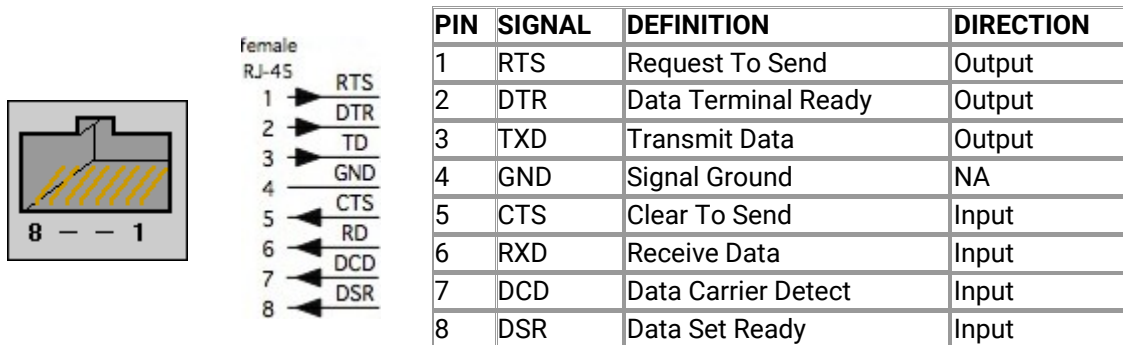 8 – – 1
female
RJ-45
1 RTS
2 DTR
3 TD
4 GND
5 CTS
6 RD
7 DCD
8 DSR
PIN SIGNAL DEFINITION DIRECTION
1 RTS Request To Send Output
2 DTR Data Terminal Ready Output
3 TXD Transmit Data Output
4 GND Signal Ground NA
5 CTS Clear To Send Input
6 RXD Receive Data Input
7 DCD Data Carrier Detect Input
8 DSR Data Set Ready Input